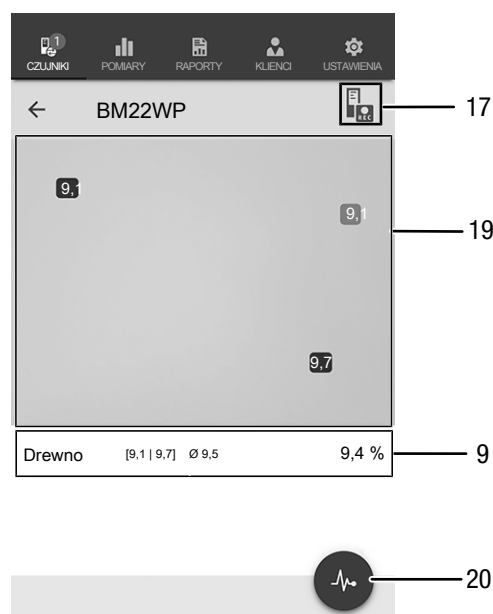 1
CZUJNIKI POMIARY RAPORTY KLIENCI USTAWIENIA
← BM22WP REC 17
9,1
9,1
19
9,7
Drewno [9,1 | 9,7] Ø 9,5 9,4 % 9
20